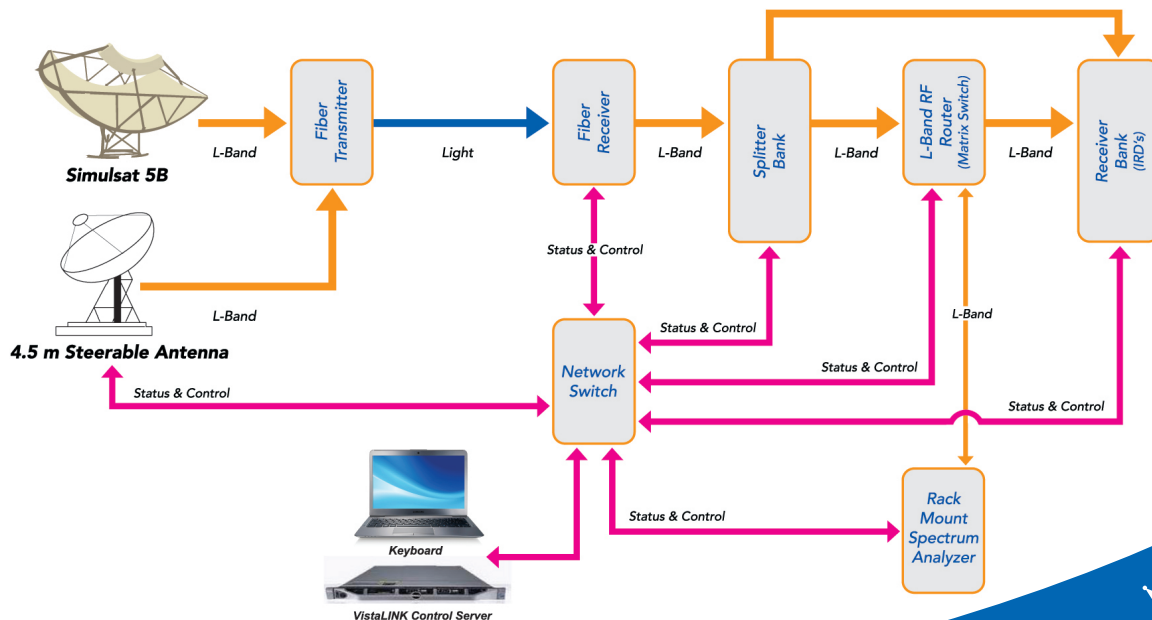 Simulsat 5B
L-Band
Fiber
Transmitter
Light
Fiber
Receiver
L-Band
Splitter
Bank
L-Band
L-Band RF
Router
(Matrix Switch)
L-Band
Receiver
Bank
(IRD's)
4.5 m Steerable Antenna
L-Band
Status & Control
Status & Control
L-Band
Status & Control
Network
Switch
Status & Control
Status & Control
Keyboard
VistaLINK Control Server
Rack
Mount
Spectrum
Analyzer